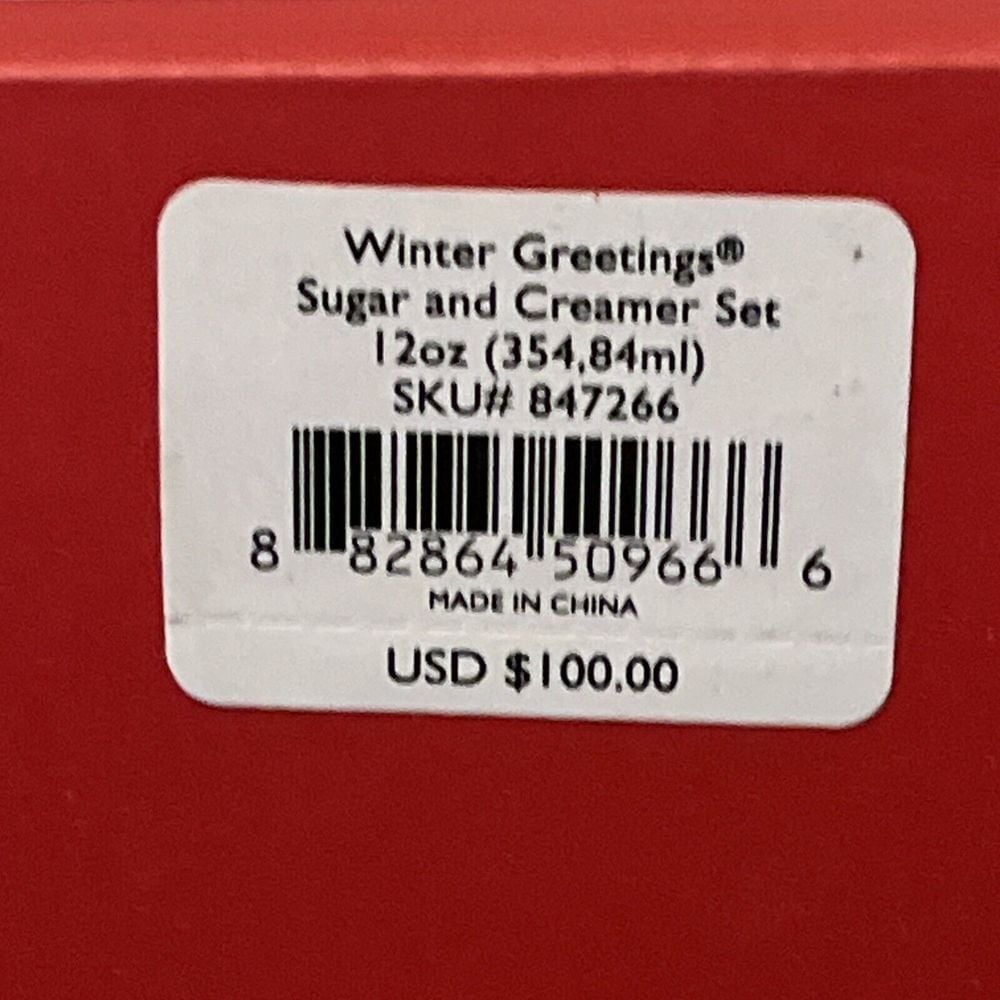 Winter Greetings®
Sugar and Creamer Set
12oz (354.84ml)
SKU# 847266
8 82864 50966 6
MADE IN CHINA
USD $100.00